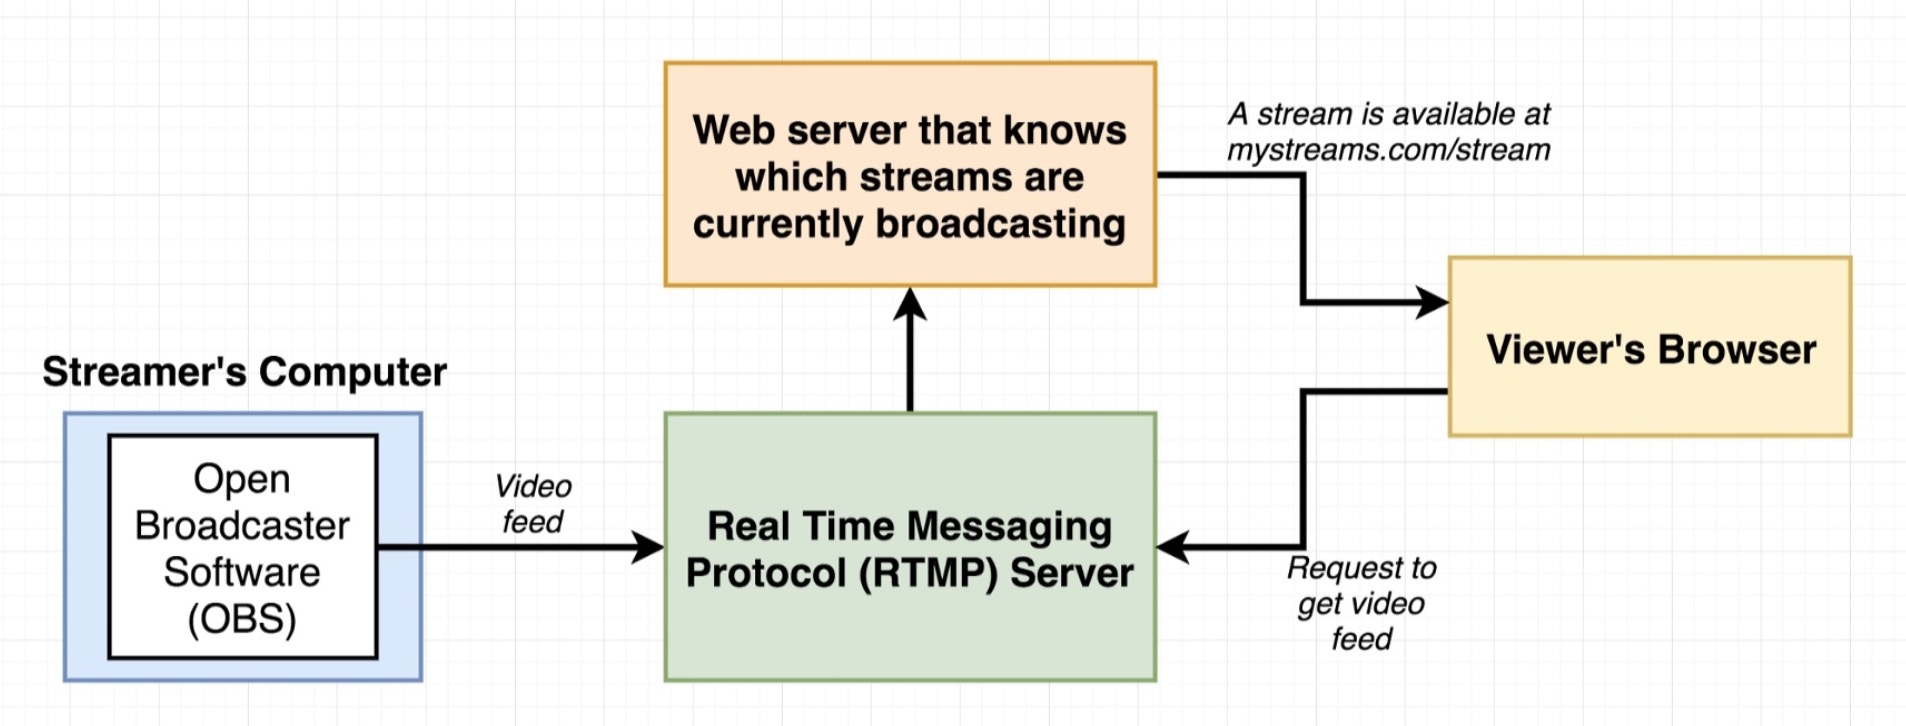 Web server that knows
which streams are
currently broadcasting
A stream is available at
mystreams.com/stream
Viewer's Browser
Streamer's Computer
Open
Broadcaster
Software
(OBS)
Video
feed
Real Time Messaging
Protocol (RTMP) Server
Request to
get video
feed